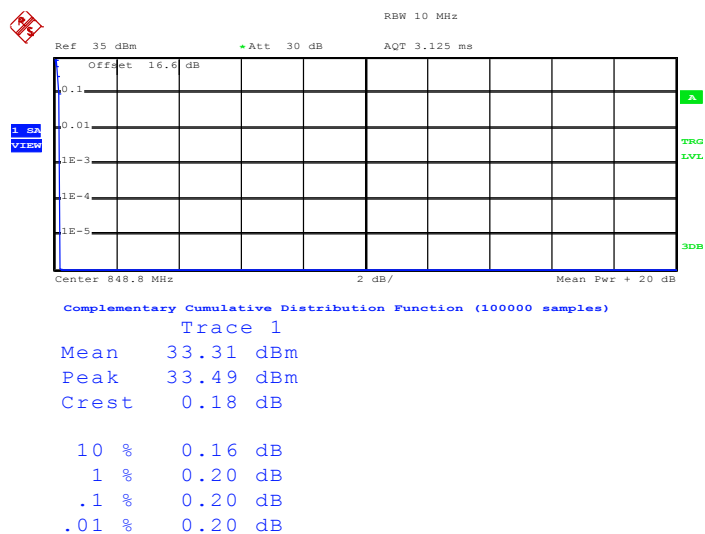 R S
RBW 10 MHz
Ref 35 dBm * Att 30 dB AQT 3.125 ms
Offset 16.6 dB
0.1
A
0.01
1 SA
VIEW
TRG
LVL
1E-3
1E-4
1E-5
3DB
Center 848.8 MHz 2 dB/ Mean Pwr + 20 dB
Complementary Cumulative Distribution Function (100000 samples)
Trace 1
Mean 33.31 dBm
Peak 33.49 dBm
Crest 0.18 dB
10 % 0.16 dB
1 % 0.20 dB
.1 % 0.20 dB
.01 % 0.20 dB